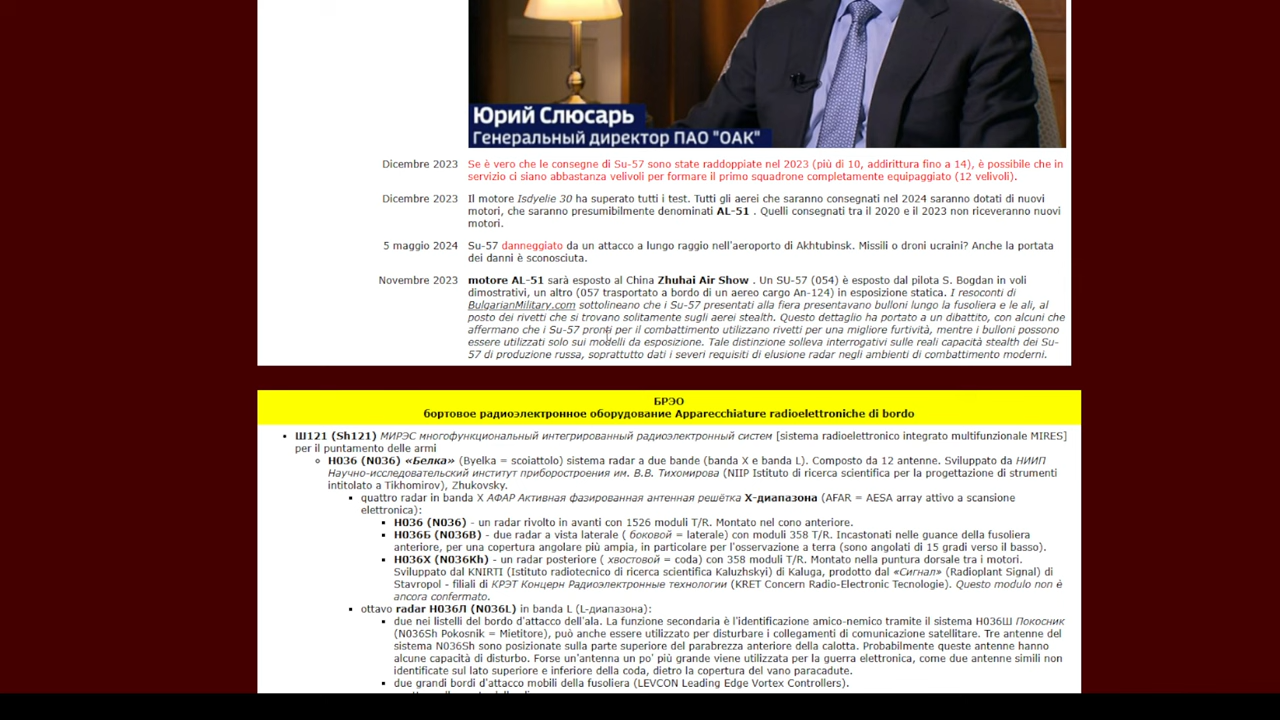 Юрий Слюсарь
Генеральный директор ПАО "ОАК"
Dicembre 2023 Se è vero che le consegne di Su-57 sono state raddoppiate nel 2023 (più di 10, addirittura fino a 14), è possibile che in
servizio ci siano abbastanza velivoli per formare il primo squadrone completamente equipaggiato (12 velivoli).
Dicembre 2023 Il motore Isdyelie 30 ha superato tutti i test. Tutti gli aerei che saranno consegnati nel 2024 saranno dotati di nuovi
motori, che saranno presumibilmente denominati AL-51 . Quelli consegnati tra il 2020 e il 2023 non riceveranno nuovi
motori.
5 maggio 2024 Su-57 danneggiato da un attacco a lungo raggio nell'aeroporto di Akhtubinsk. Missili o droni ucraini? Anche la portata
dei danni è sconosciuta.
Novembre 2023 motore AL-51 sarà esposto al China Zhuhai Air Show . Un SU-57 (054) è esposto dal pilota S. Bogdan in voli
dimostrativi, un altro (057 trasportato a bordo di un aereo cargo An-124) in esposizione statica. I resoconti di
BulgarianMilitary.com sottolineano che i Su-57 presentati alla fiera presentavano bulloni lungo la fusoliera e le ali, al
posto dei rivetti che si trovano solitamente sugli aerei stealth. Questo dettaglio ha portato a un dibattito, con alcuni che
affermano che i Su-57 pronti per il combattimento utilizzano rivetti per una migliore furtività, mentre i bulloni possono
essere utilizzati solo sui modelli da esposizione. Tale distinzione solleva interrogativi sulle reali capacità stealth dei Su-
57 di produzione russa, soprattutto dati i severi requisiti di elusione radar negli ambienti di combattimento moderni.
БРЭО
бортовое радиоэлектронное оборудование Apparecchiature radioelettroniche di bordo
Ш121 (Sh121) МИРЭС многофункциональный интегрированный радиоэлектронный систем [sistema radioelettronico integrato multifunzionale MIRES]
per il puntamento delle armi
Н036 (N036) «Белка» (Byelka = scoiattolo) sistema radar a due bande (banda X e banda L). Composto da 12 antenne. Sviluppato da НИИП
Научно-исследовательский институт приборостроения им. В.В. Тихомирова (NIIP Istituto di ricerca scientifica per la progettazione di strumenti
intitolato a Tikhomirov), Zhukovsky.
quattro radar in banda X АФАР Активная фазированная антенная решётка X-диапазона (AFAR = AESA array attivo a scansione
elettronica):
Н036 (N036) - un radar rivolto in avanti con 1526 moduli T/R. Montato nel cono anteriore.
Н036Б (N036B) - due radar a vista laterale ( боковой = laterale) con moduli 358 T/R. Incastonati nelle guance della fusoliera
anteriore, per una copertura angolare più ampia, in particolare per l'osservazione a terra (sono angolati di 15 gradi verso il basso).
Н036Х (N036Kh) - un radar posteriore ( хвостовой = coda) con 358 moduli T/R. Montato nella puntura dorsale tra i motori.
Sviluppato dal KNIRTI (Istituto radiotecnico di ricerca scientifica Kaluzhskyi) di Kaluga, prodotto dal «Сигнал» (Radioplant Signal) di
Stavropol - filiali di КРЭТ Концерн Радиоэлектронные технологии (KRET Concern Radio-Electronic Tecnologie). Questo modulo non è
ancora confermato.
ottavo radar Н036Л (N036L) in banda L (L-диапазона):
due nei listelli del bordo d'attacco dell'ala. La funzione secondaria è l'identificazione amico-nemico tramite il sistema Н036Ш Покосник
(N036Sh Pokosnik = Mietitore), può anche essere utilizzato per disturbare i collegamenti di comunicazione satellitare. Tre antenne del
sistema N036Sh sono posizionate sulla parte superiore del parabrezza anteriore della calotta. Probabilmente queste antenne hanno
alcune capacità di disturbo. Forse un'antenna un po' più grande viene utilizzata per la guerra elettronica, come due antenne simili non
identificate sul lato superiore e inferiore della coda, dietro la copertura del vano paracadute.
due grandi bordi d'attacco mobili della fusoliera (LEVCON Leading Edge Vortex Controllers).